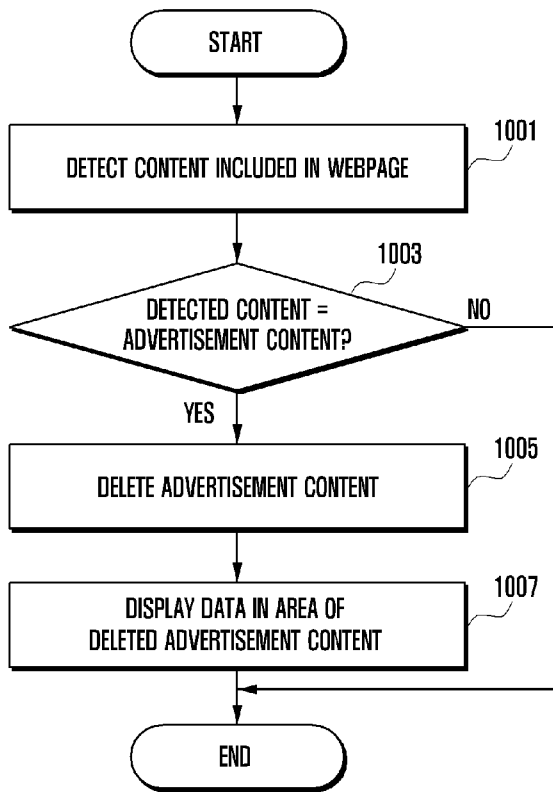 START
1001
DETECT CONTENT INCLUDED IN WEBPAGE
1003
DETECTED CONTENT =
ADVERTISEMENT CONTENT?
NO
YES
1005
DELETE ADVERTISEMENT CONTENT
1007
DISPLAY DATA IN AREA OF
DELETED ADVERTISEMENT CONTENT
END